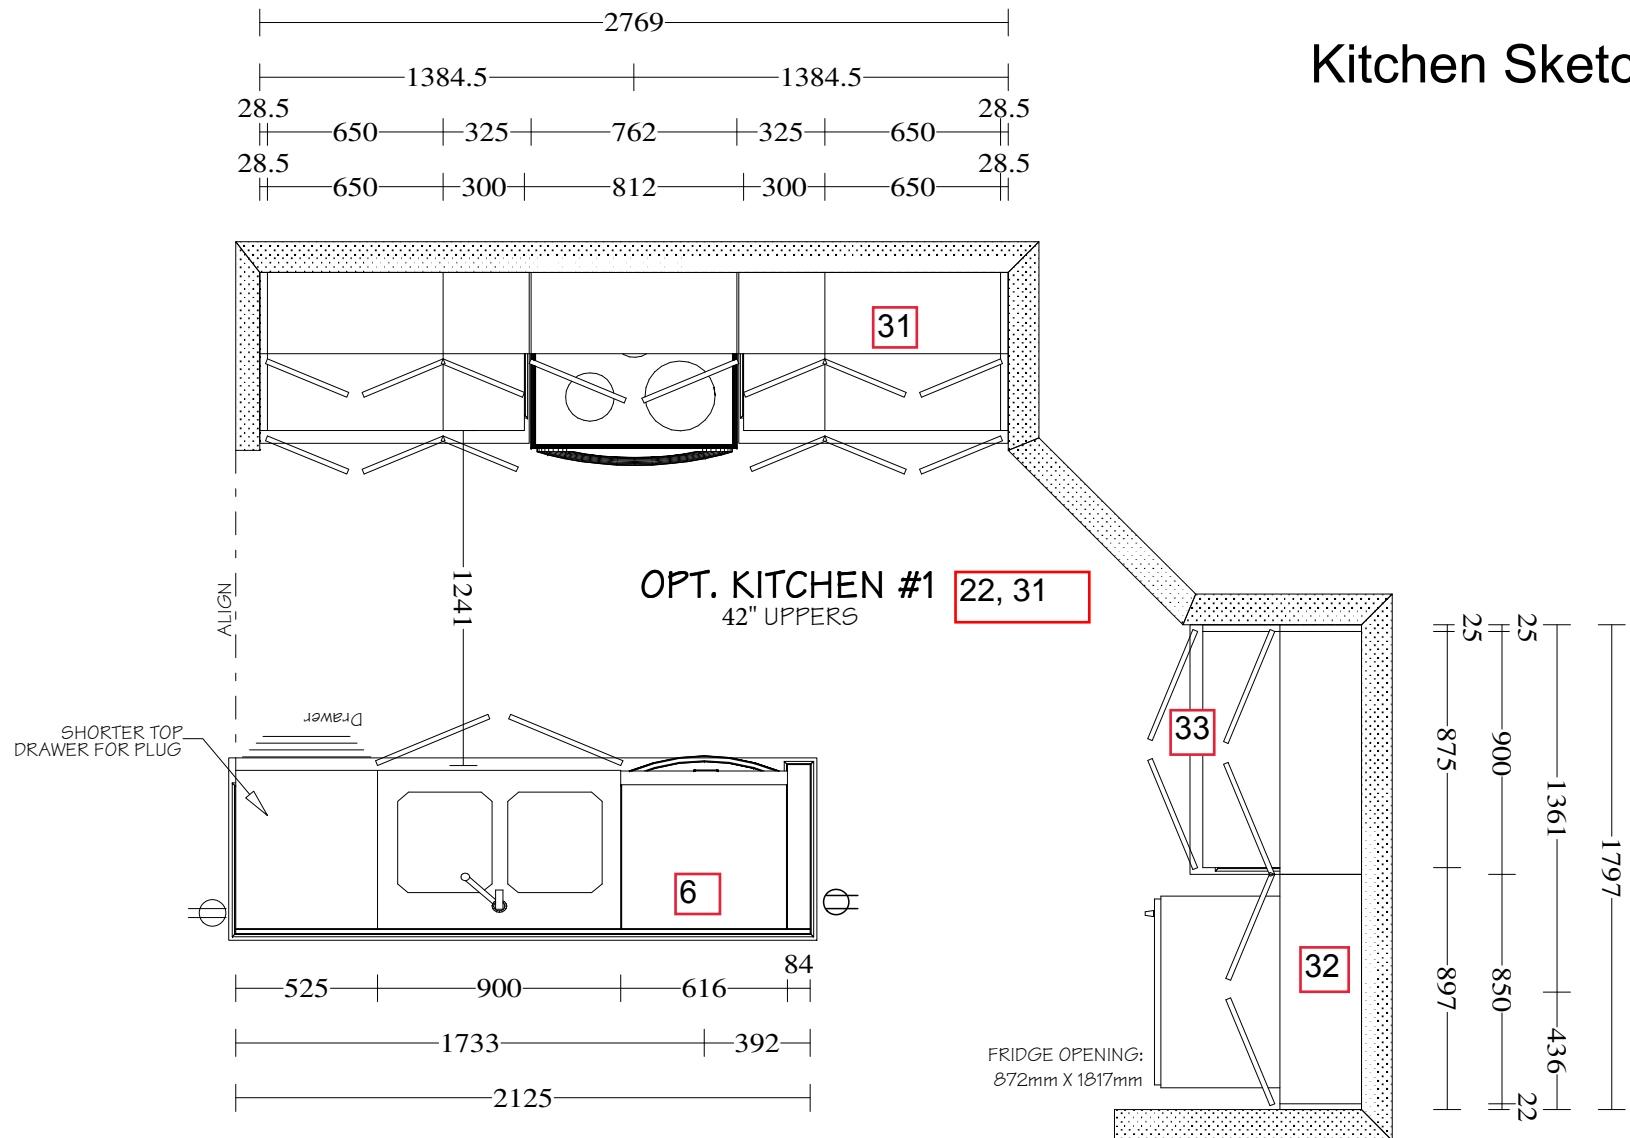 2769
Kitchen Sketc
1384.5 1384.5
28.5 28.5
650 325 762 325 650
28.5 28.5
650 300 812 300 650
31
OPT. KITCHEN #1 22, 31
42" UPPERS
1241
ALIGN
25 25
33
875 900 1361 1797
Drawer
SHORTER TOP
DRAWER FOR PLUG
6
32
897 850 436
22
84
525 900 616
1733 392
FRIDGE OPENING:
872mm X 1817mm
2125